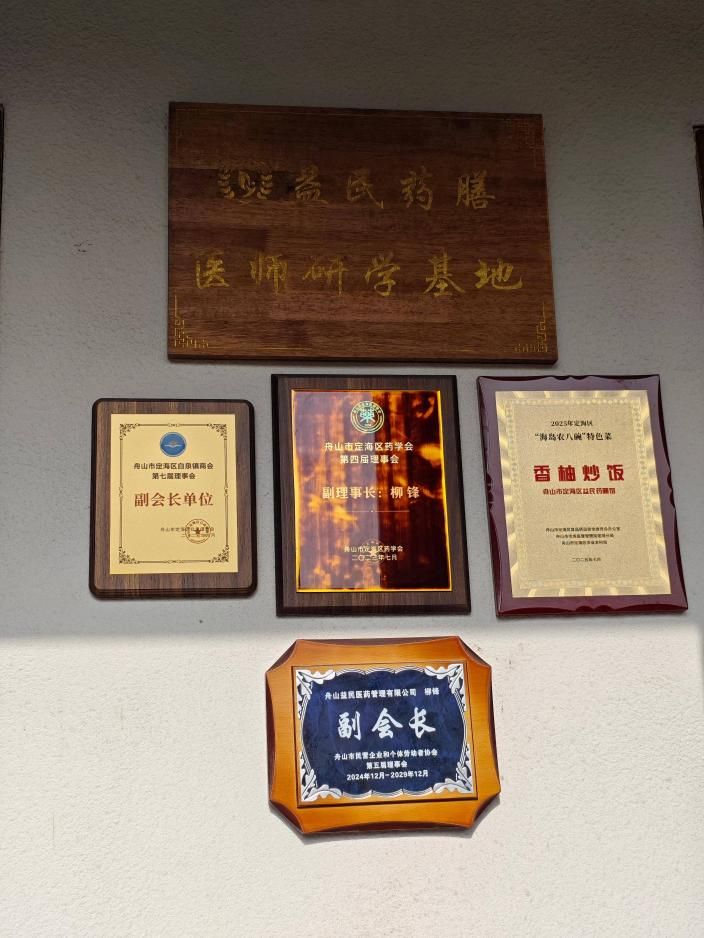 益民药膳
医师研学基地
舟山市定海区白泉镇商会
第七届理事会
副会长单位
舟山市定海区药学会
第四届理事会
副理事长：柳锋
舟山市定海区药学会
2025年定海区
“海岛农八碗”特色菜
香柚炒饭
舟山市定海区益民药膳馆
二〇二五年七月
舟山益民医药管理有限公司 柳锋
副会长
舟山市民营企业和个体劳动者协会
第五届理事会
2024年12月-2029年12月